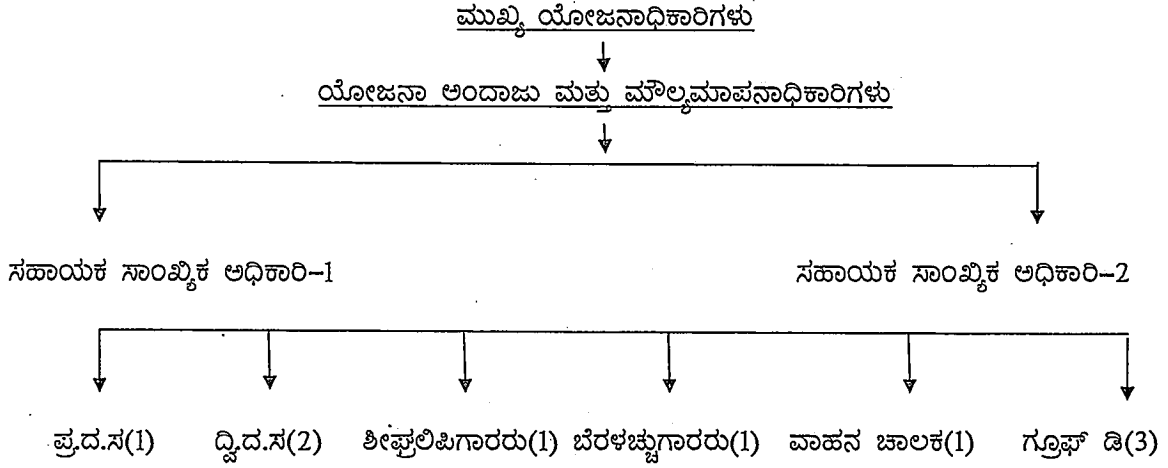 ಮುಖ್ಯ ಯೋಜನಾಧಿಕಾರಿಗಳು
ಯೋಜನಾ ಅಂದಾಜು ಮತ್ತು ಮೌಲ್ಯಮಾಪನಾಧಿಕಾರಿಗಳು
ಸಹಾಯಕ ಸಾಂಖ್ಯಿಕ ಅಧಿಕಾರಿ–1 ಸಹಾಯಕ ಸಾಂಖ್ಯಿಕ ಅಧಿಕಾರಿ–2
ಪ್ರ.ದ.ಸ(1) ದ್ವಿ.ದ.ಸ(2) ಶೀಘ್ರಲಿಪಿಗಾರರು(1) ಬೆರಳಚ್ಚುಗಾರರು(1) ವಾಹನ ಚಾಲಕ(1) ಗ್ರೂಫ್ ಡಿ(3)